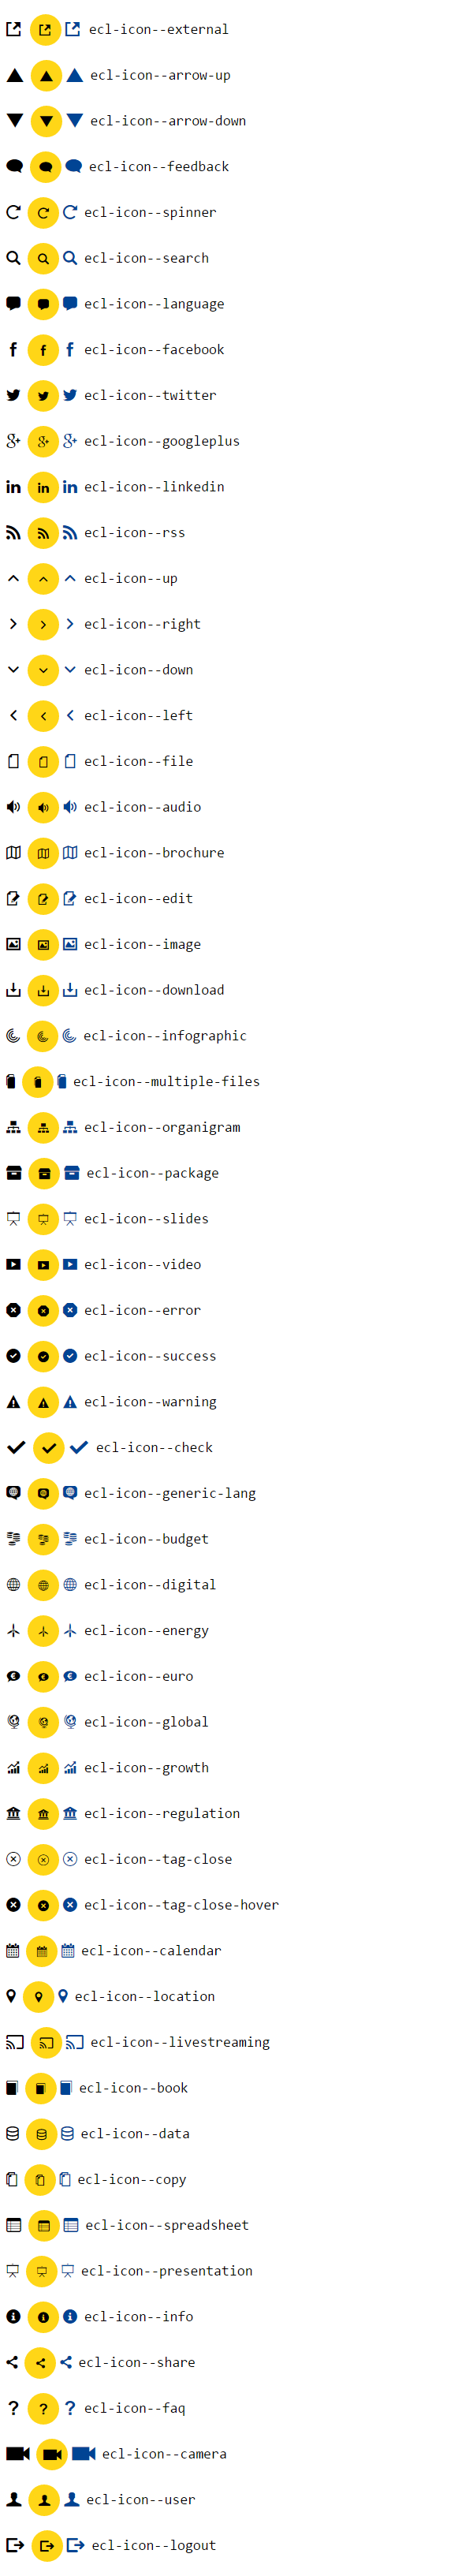 ecl-icon--external
ecl-icon--arrow-up
ecl-icon--arrow-down
ecl-icon--feedback
ecl-icon--spinner
ecl-icon--search
ecl-icon--language
ecl-icon--facebook
ecl-icon--twitter
ecl-icon--googleplus
ecl-icon--linkedin
ecl-icon--rss
ecl-icon--up
ecl-icon--right
ecl-icon--down
ecl-icon--left
ecl-icon--file
ecl-icon--audio
ecl-icon--brochure
ecl-icon--edit
ecl-icon--image
ecl-icon--download
ecl-icon--infographic
ecl-icon--multiple-files
ecl-icon--organigram
ecl-icon--package
ecl-icon--slides
ecl-icon--video
ecl-icon--error
ecl-icon--success
ecl-icon--warning
ecl-icon--check
ecl-icon--generic-lang
ecl-icon--budget
ecl-icon--digital
ecl-icon--energy
ecl-icon--euro
ecl-icon--global
ecl-icon--growth
ecl-icon--regulation
ecl-icon--tag-close
ecl-icon--tag-close-hover
ecl-icon--calendar
ecl-icon--location
ecl-icon--livestreaming
ecl-icon--book
ecl-icon--data
ecl-icon--copy
ecl-icon--spreadsheet
ecl-icon--presentation
ecl-icon--info
ecl-icon--share
ecl-icon--faq
ecl-icon--camera
ecl-icon--user
ecl-icon--logout